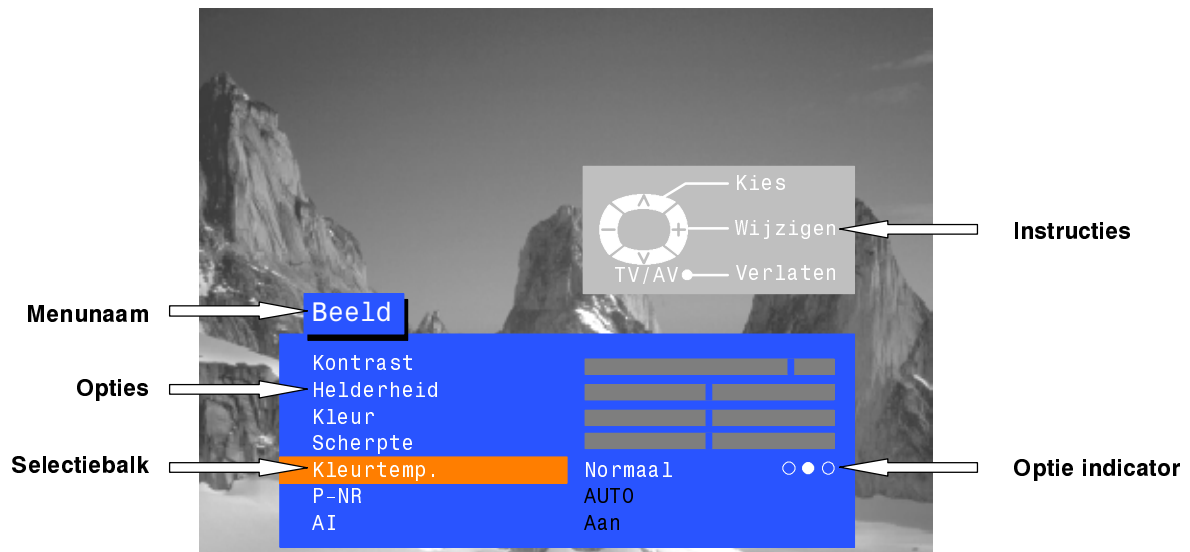 Kies
Wijzigen
Instructies
TV/AV
Verlaten
Menunaam
Beeld
Kontrast
Opties
Helderheid
Kleur
Scherpte
Selectiebalk
Kleurtemp.
Normaal
Optie indicator
P-NR
AUTO
AI
Aan